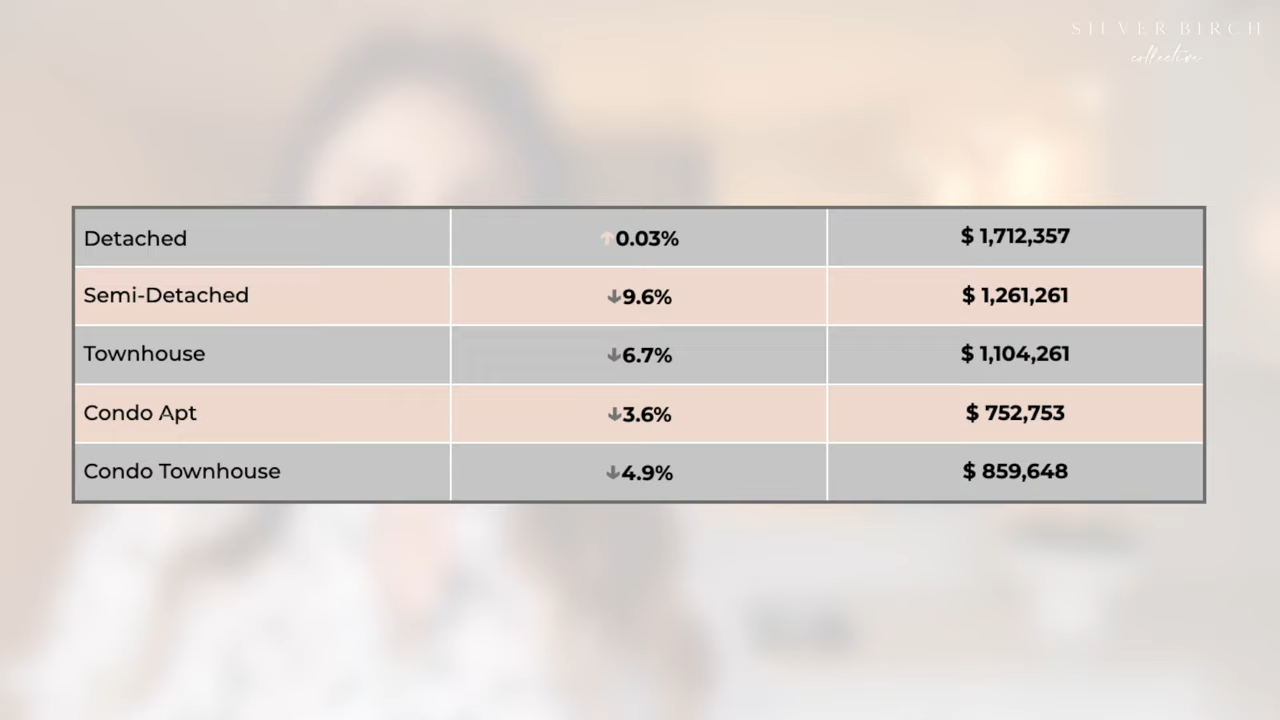 SILVER BIRCH
collective
Detached ↑0.03% $ 1,712,357
Semi-Detached ↓9.6% $ 1,261,261
Townhouse ↓6.7% $ 1,104,261
Condo Apt ↓3.6% $ 752,753
Condo Townhouse ↓4.9% $ 859,648